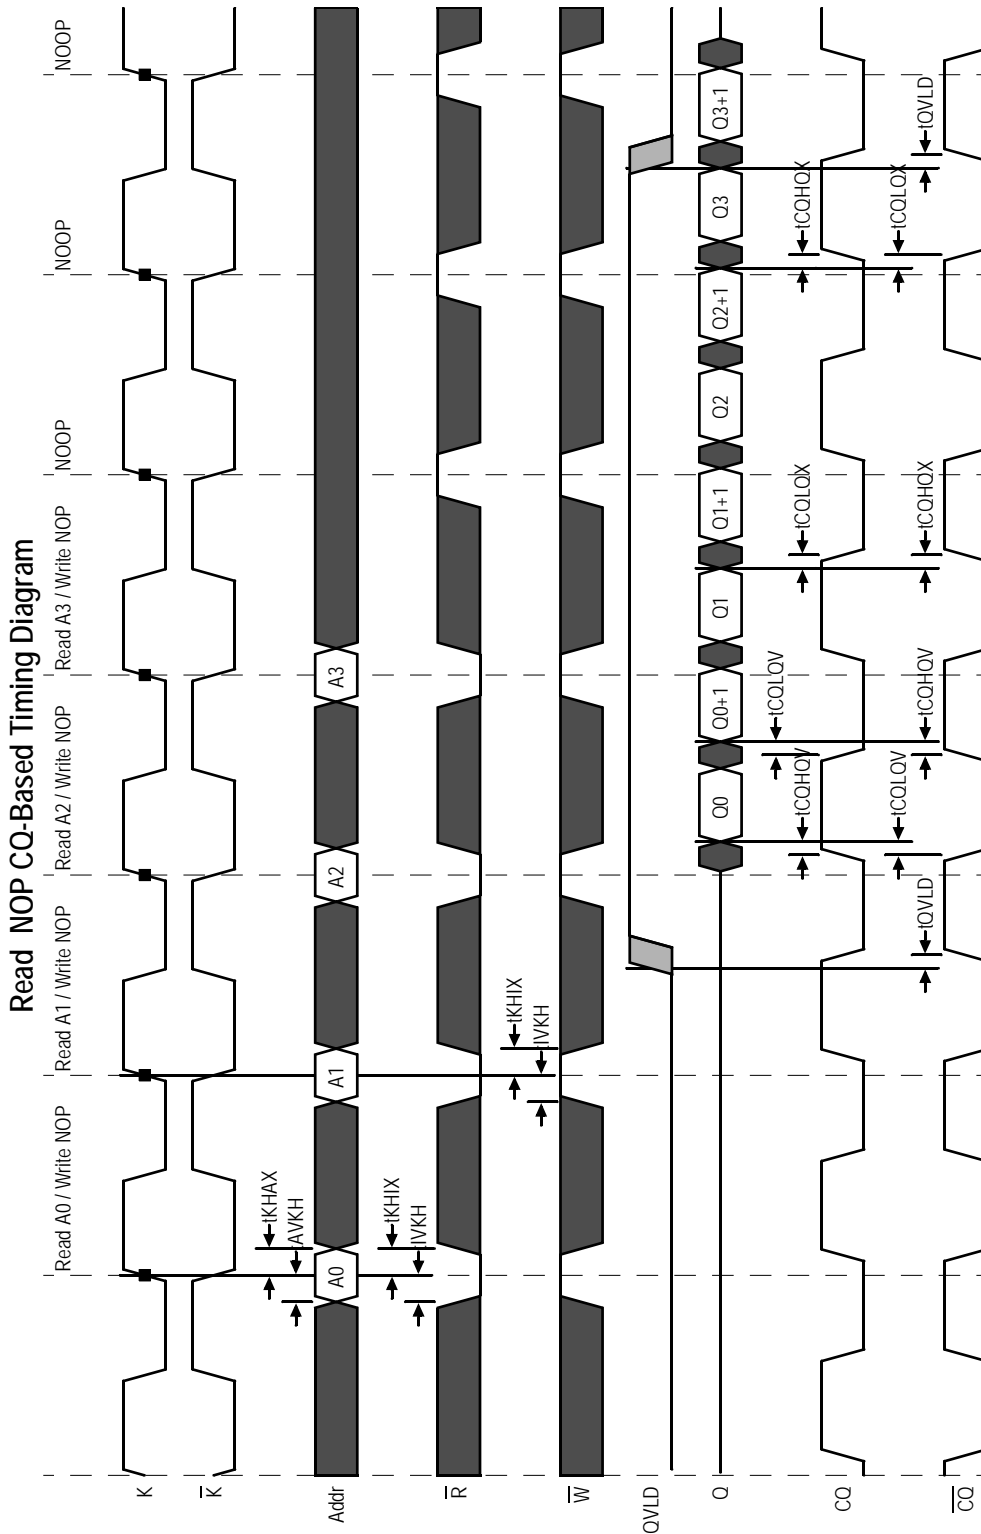 Read NOP CQ-Based Timing Diagram
Read A0 / Write NOP
Read A1 / Write NOP
Read A2 / Write NOP
Read A3 / Write NOP
NOOP
NOOP
NOOP
K
K
tKHAX
tAVKH
Addr
A0
A1
A2
A3
tKHIX
tIVKH
R
tKHIX
tIVKH
W
QVLD
Q
Q0
Q0+1
Q1
Q1+1
Q2
Q2+1
Q3
Q3+1
tCQLQV
tCQHQV
tCQLQX
tCQHQX
CQ
tCQLQV
tCQLQX
tQVLD
tCQHQV
tCQHQX
tQVLD
CQ